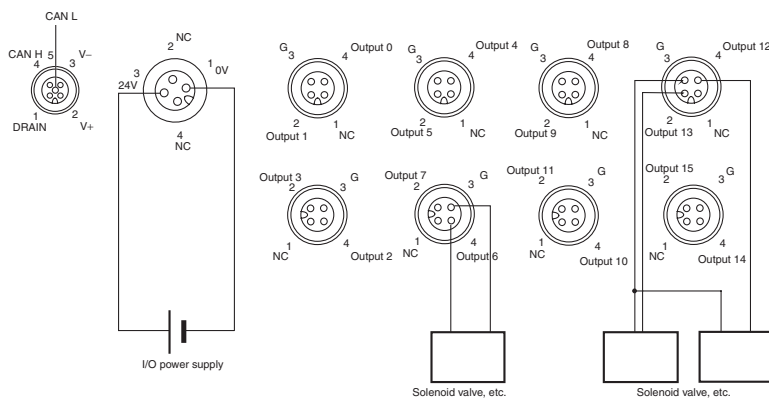 CAN L
CAN H 5 V–
4 3
1 2
DRAIN V+
NC
2
3 1 0V
24V
4
NC
I/O power supply
G Output 0
3 4
2 1
Output 1 NC
G Output 4
3 4
2 1
Output 5 NC
G Output 8
3 4
2 1
Output 9 NC
G Output 12
3 4
2 1
Output 13 NC
Output 3 G
2 3
1 4
NC Output 2
Output 7 G
2 3
1 4
NC Output 6
Output 11 G
2 3
1 4
NC Output 10
Output 15 G
2 3
1 4
NC Output 14
Solenoid valve, etc.
Solenoid valve, etc.